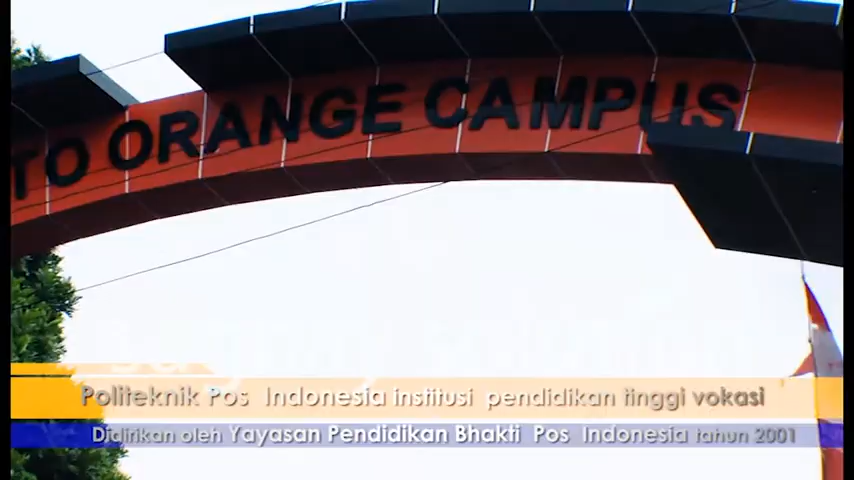 TO ORANGE CAMPUS
Politeknik Pos Indonesia institusi pendidikan tinggi vokasi
Didirikan oleh Yayasan Pendidikan Bhakti Pos Indonesia tahun 2001